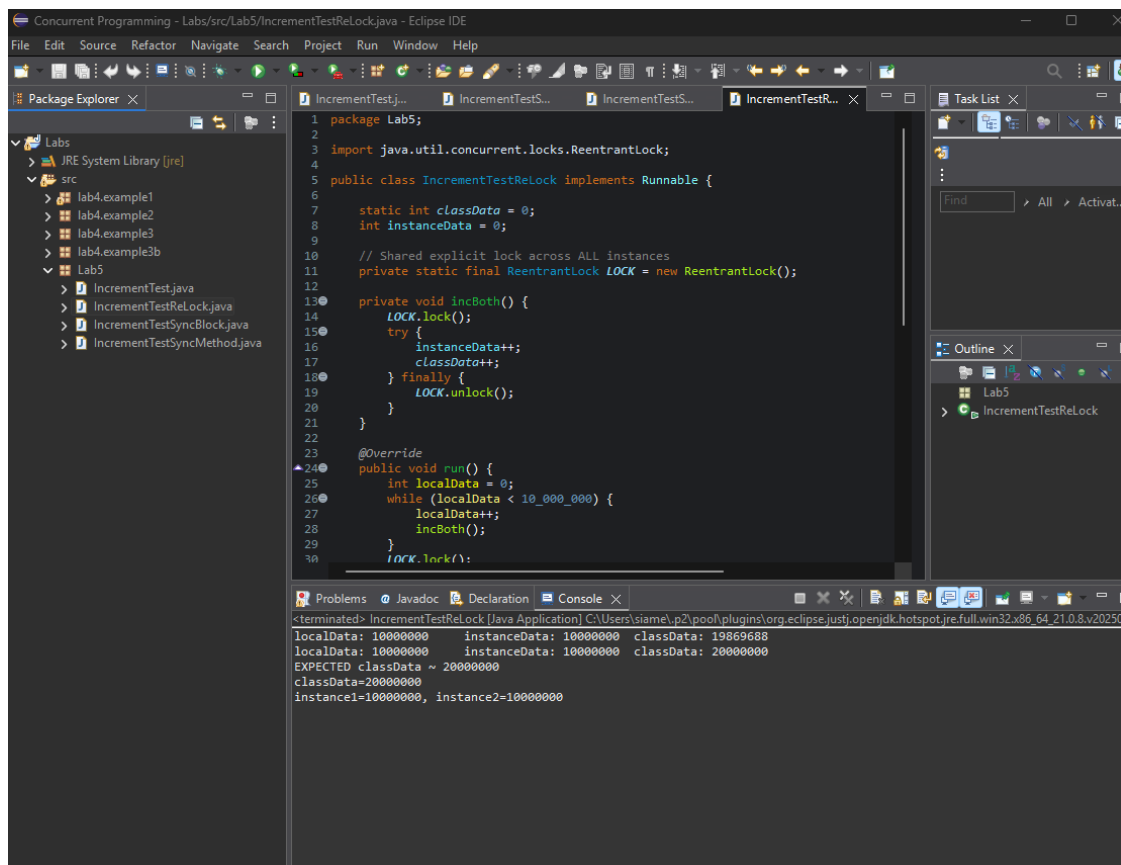 Concurrent Programming - Labs/src/Lab5/IncrementTestReLock.java - Eclipse IDE
File Edit Source Refactor Navigate Search Project Run Window Help
Package Explorer
Labs
JRE System Library [jre]
src
lab4.example1
lab4.example2
lab4.example3
lab4.example3b
Lab5
IncrementTest.java
IncrementTestReLock.java
IncrementTestSyncBlock.java
IncrementTestSyncMethod.java
IncrementTest.j... IncrementTestS... IncrementTestS... IncrementTestR...
1 package Lab5;
2
3 import java.util.concurrent.locks.ReentrantLock;
4
5 public class IncrementTestReLock implements Runnable {
6
7 static int classData = 0;
8 int instanceData = 0;
9
10 // Shared explicit lock across ALL instances
11 private static final ReentrantLock LOCK = new ReentrantLock();
12
13 private void incBoth() {
14 LOCK.lock();
15 try {
16 instanceData++;
17 classData++;
18 } finally {
19 LOCK.unlock();
20 }
21 }
22
23 @Override
24 public void run() {
25 int localData = 0;
26 while (localData < 10_000_000) {
27 localData++;
28 incBoth();
29 }
30 LOCK.lock();
Task List
Find All Activat...
Outline
Lab5
IncrementTestReLock
Problems Javadoc Declaration Console
<terminated> IncrementTestReLock [Java Application] C:\Users\siame\.p2\pool\plugins\org.eclipse.justj.openjdk.hotspot.jre.full.win32.x86_64_21.0.8.v20250
localData: 10000000 instanceData: 10000000 classData: 19869688
localData: 10000000 instanceData: 10000000 classData: 20000000
EXPECTED classData ~ 20000000
classData=20000000
instance1=10000000, instance2=10000000